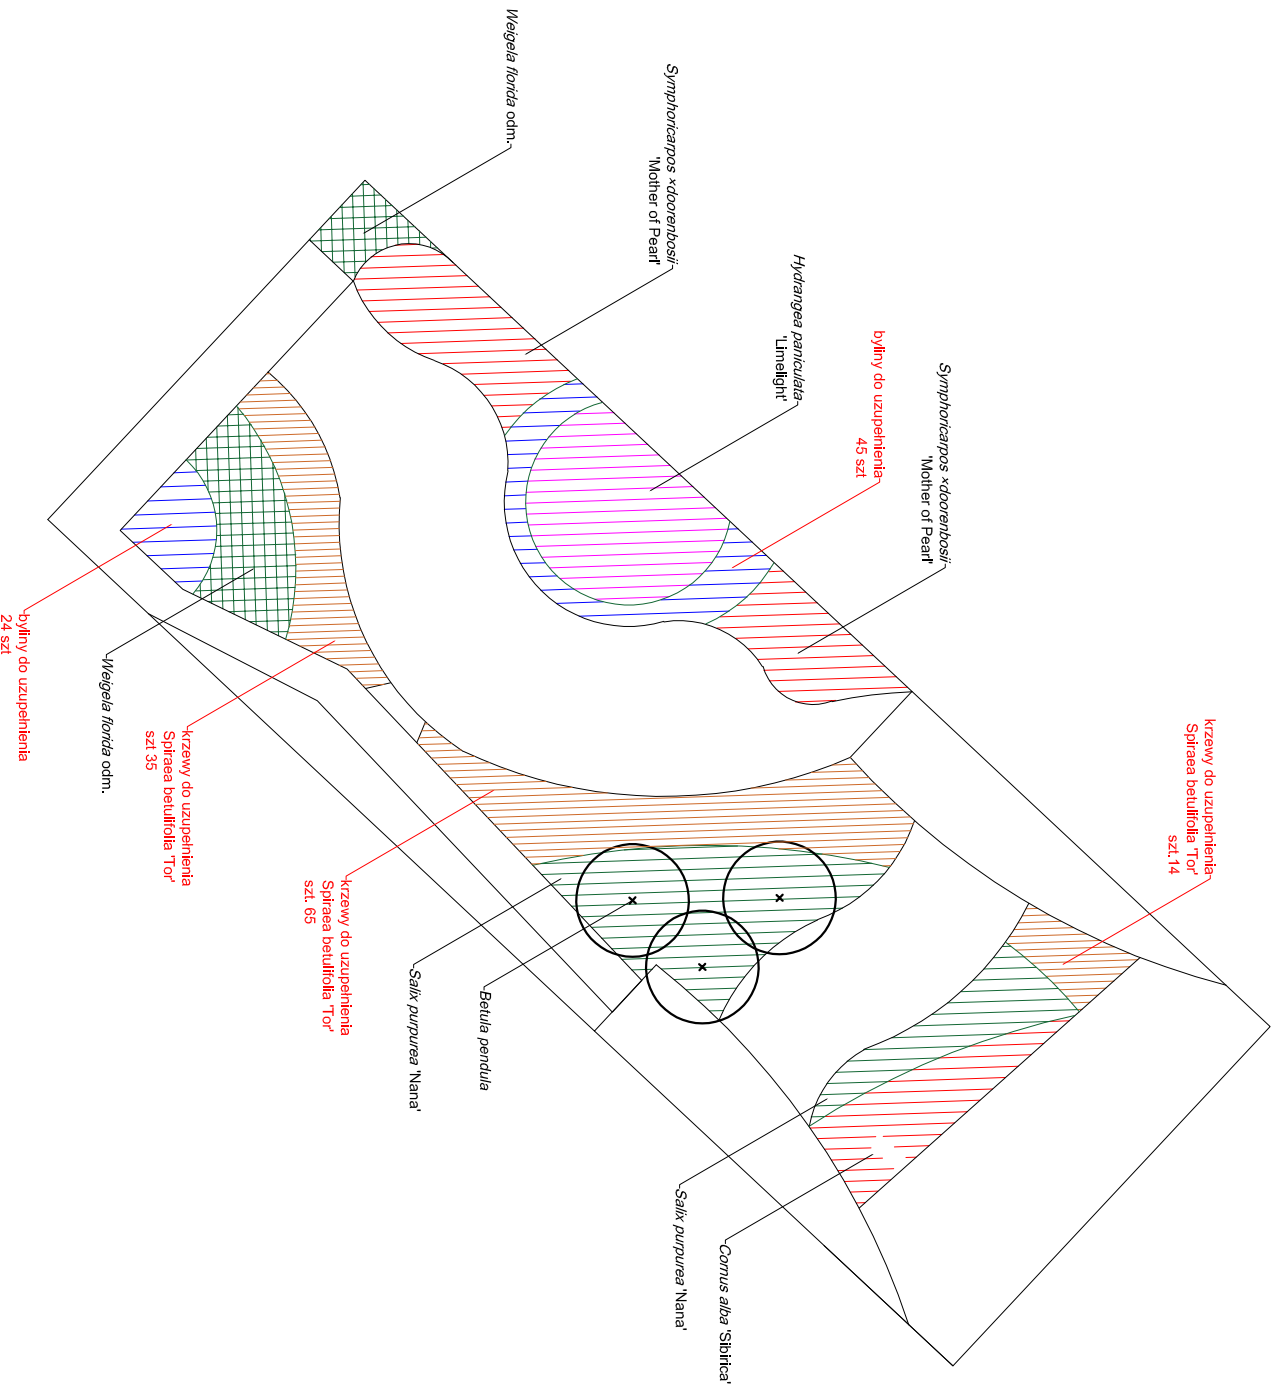 Weigela florida odm.
Symphoricarpos ×doorenbosii
'Mother of Pearl'
Hydrangea paniculata
'Limelight'
byliny do uzupełnienia
45 szt
Symphoricarpos ×doorenbosii
'Mother of Pearl'
krzewy do uzupełnienia
Spiraea betulifolia 'Tor'
szt.14
byliny do uzupełnienia
24 szt
Weigela florida odm.
krzewy do uzupełnienia
Spiraea betulifolia 'Tor'
szt 35
krzewy do uzupełnienia
Spiraea betulifolia 'Tor'
szt. 65
Salix purpurea 'Nana'
Betula pendula
Salix purpurea 'Nana'
Cornus alba 'Sibirica'